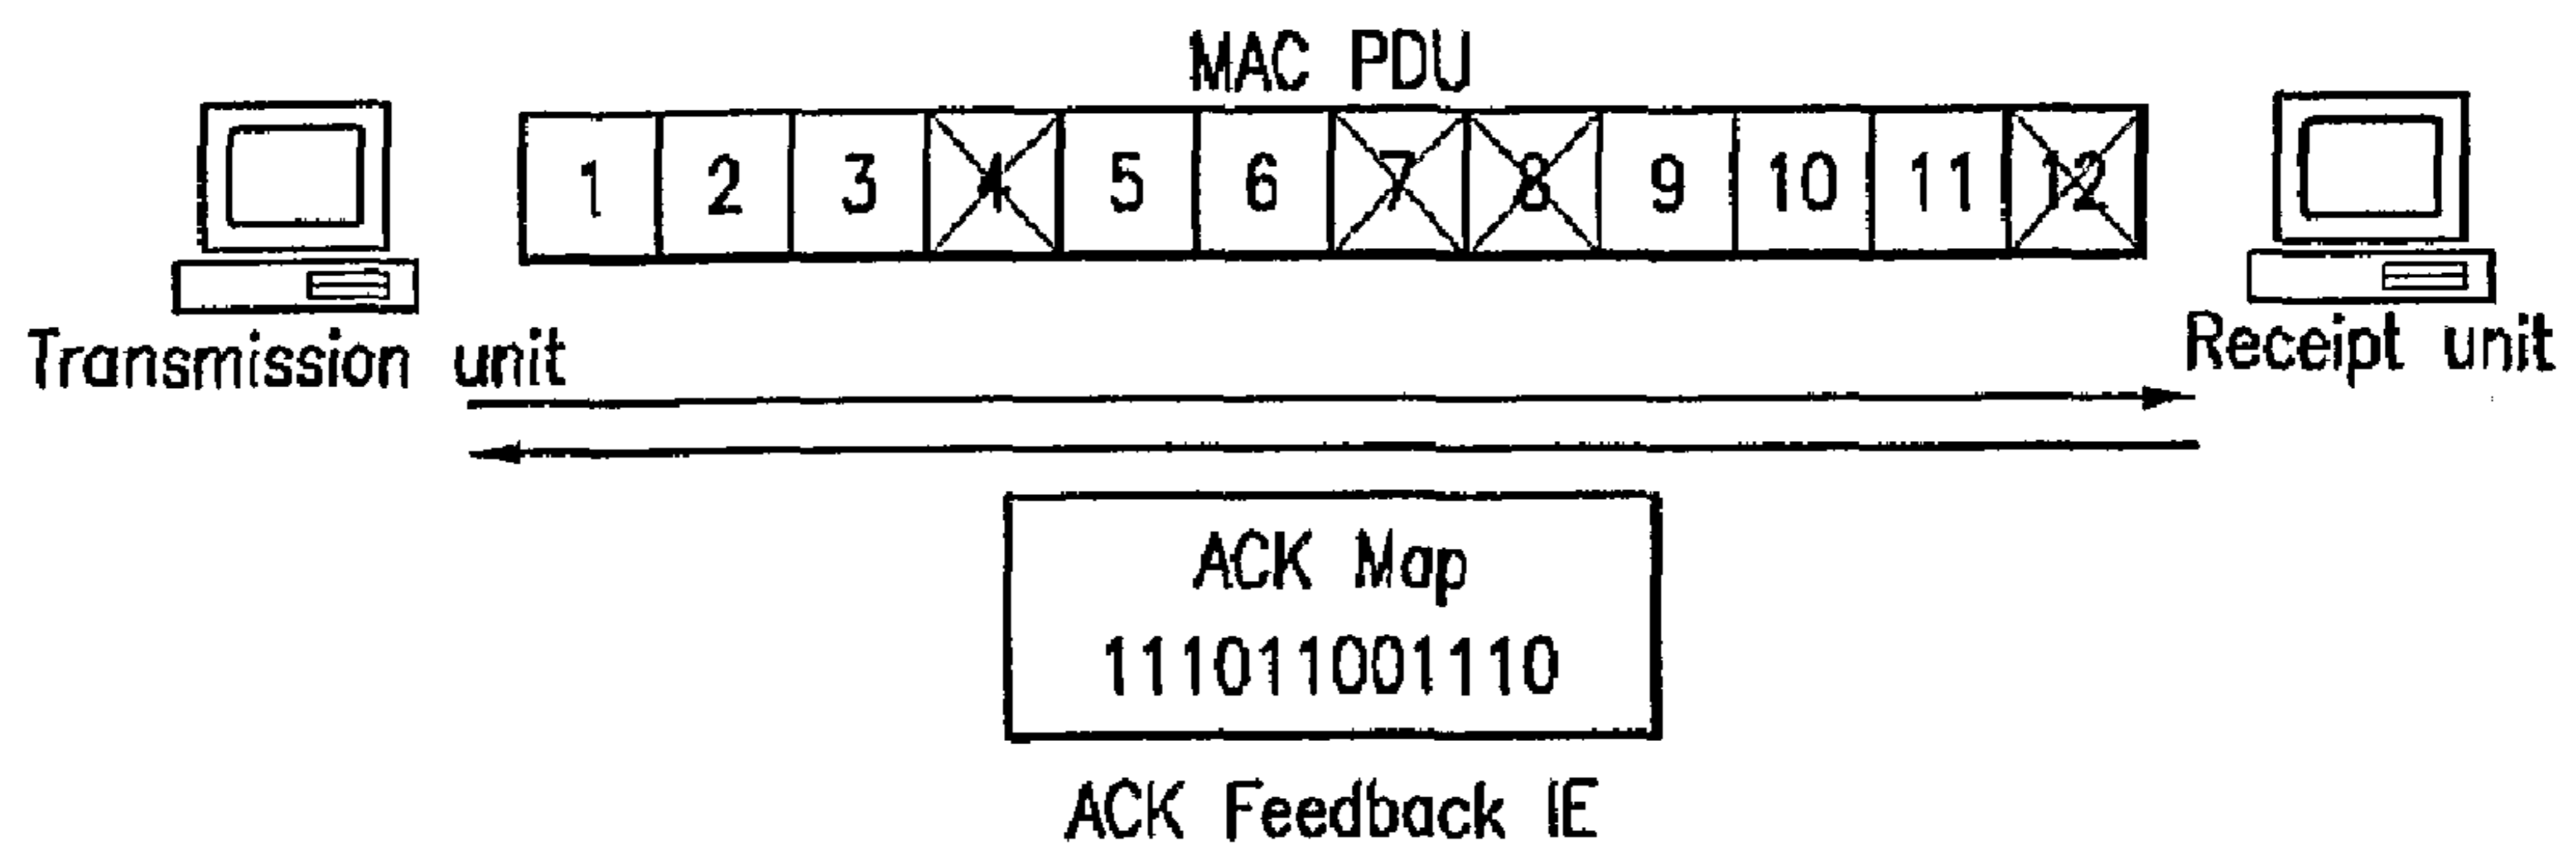 MAC PDU
1 2 3 4 5 6 7 8 9 10 11 12
Transmission unit
Receipt unit
ACK Map
111011001110
ACK Feedback IE